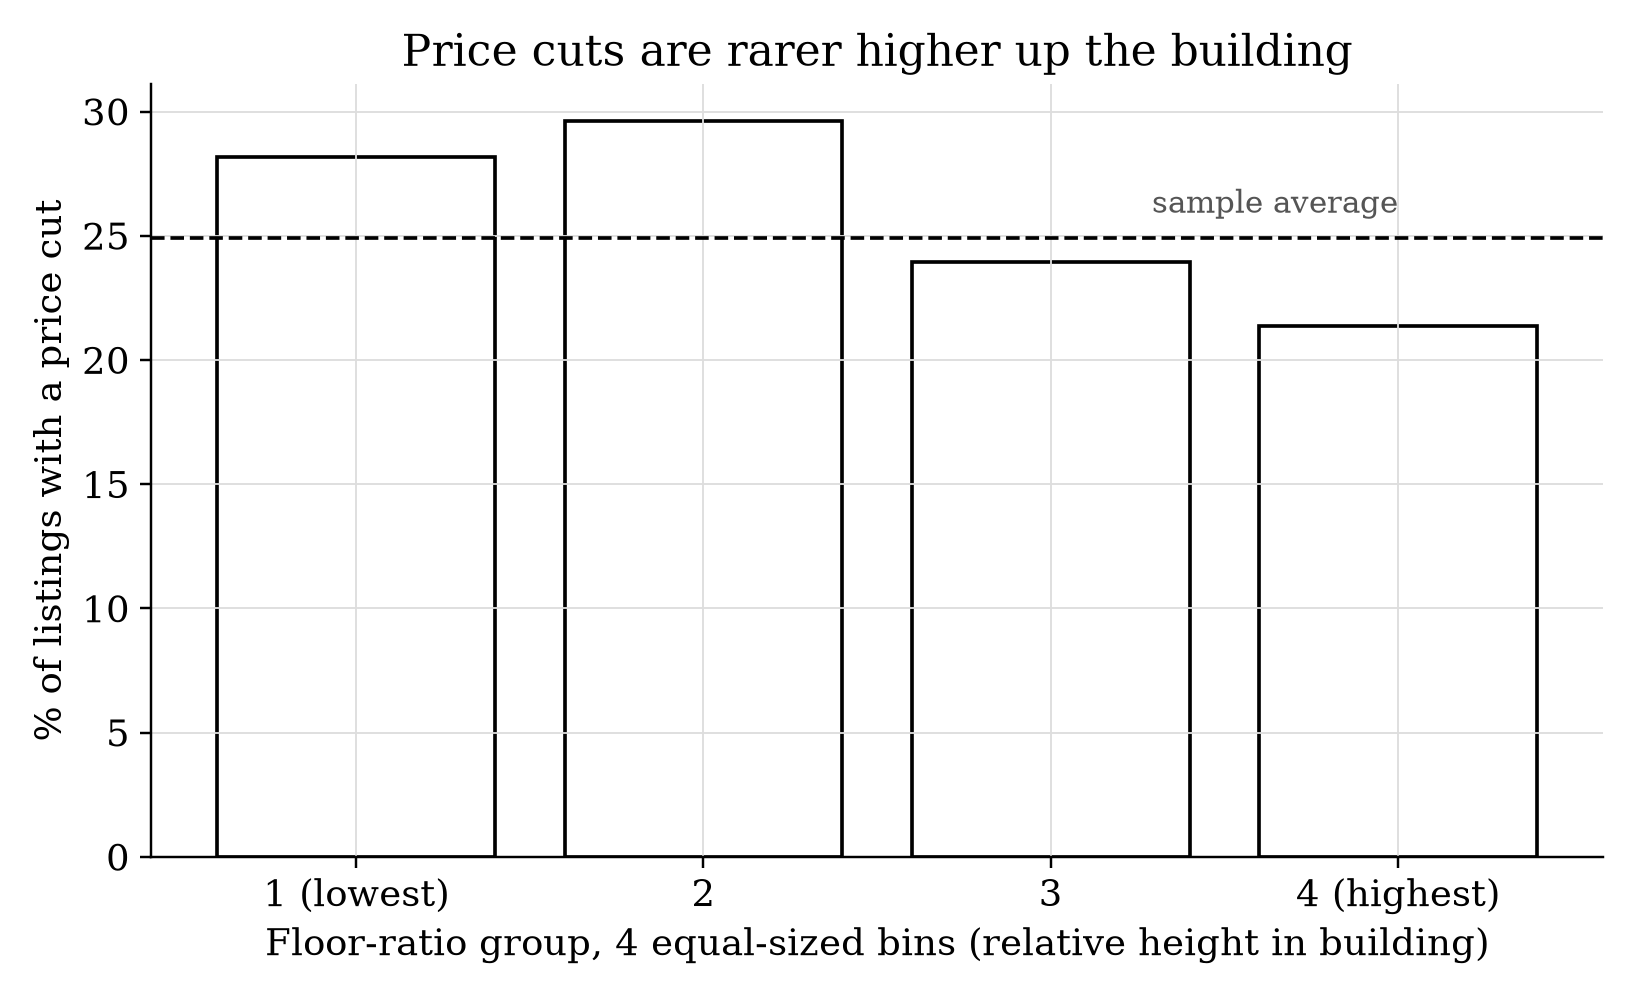 Price cuts are rarer higher up the building
% of listings with a price cut
30
25
20
15
10
5
0
sample average
1 (lowest)
2
3
4 (highest)
Floor-ratio group, 4 equal-sized bins (relative height in building)